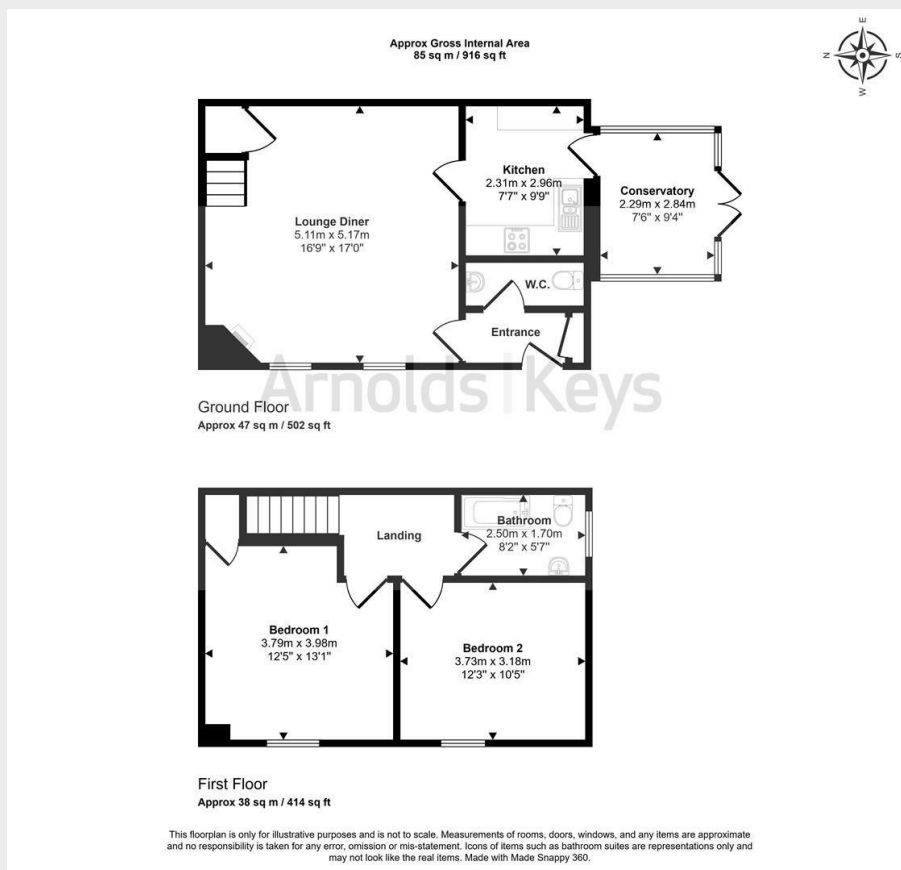 Approx Gross Internal Area
85 sq m / 916 sq ft
E
N
S
W
Kitchen
2.31m x 2.96m
7'7" x 9'9"
Conservatory
2.29m x 2.84m
7'6" x 9'4"
Lounge Diner
5.11m x 5.17m
16'9" x 17'0"
W.C.
Entrance
Arnolds|Keys
Ground Floor
Approx 47 sq m / 502 sq ft
Bathroom
2.50m x 1.70m
8'2" x 5'7"
Landing
Bedroom 1
3.79m x 3.98m
12'5" x 13'1"
Bedroom 2
3.73m x 3.18m
12'3" x 10'5"
First Floor
Approx 38 sq m / 414 sq ft
This floorplan is only for illustrative purposes and is not to scale. Measurements of rooms, doors, windows, and any items are approximate
and no responsibility is taken for any error, omission or mis-statement. Icons of items such as bathroom suites are representations only and
may not look like the real items. Made with Made Snappy 360.